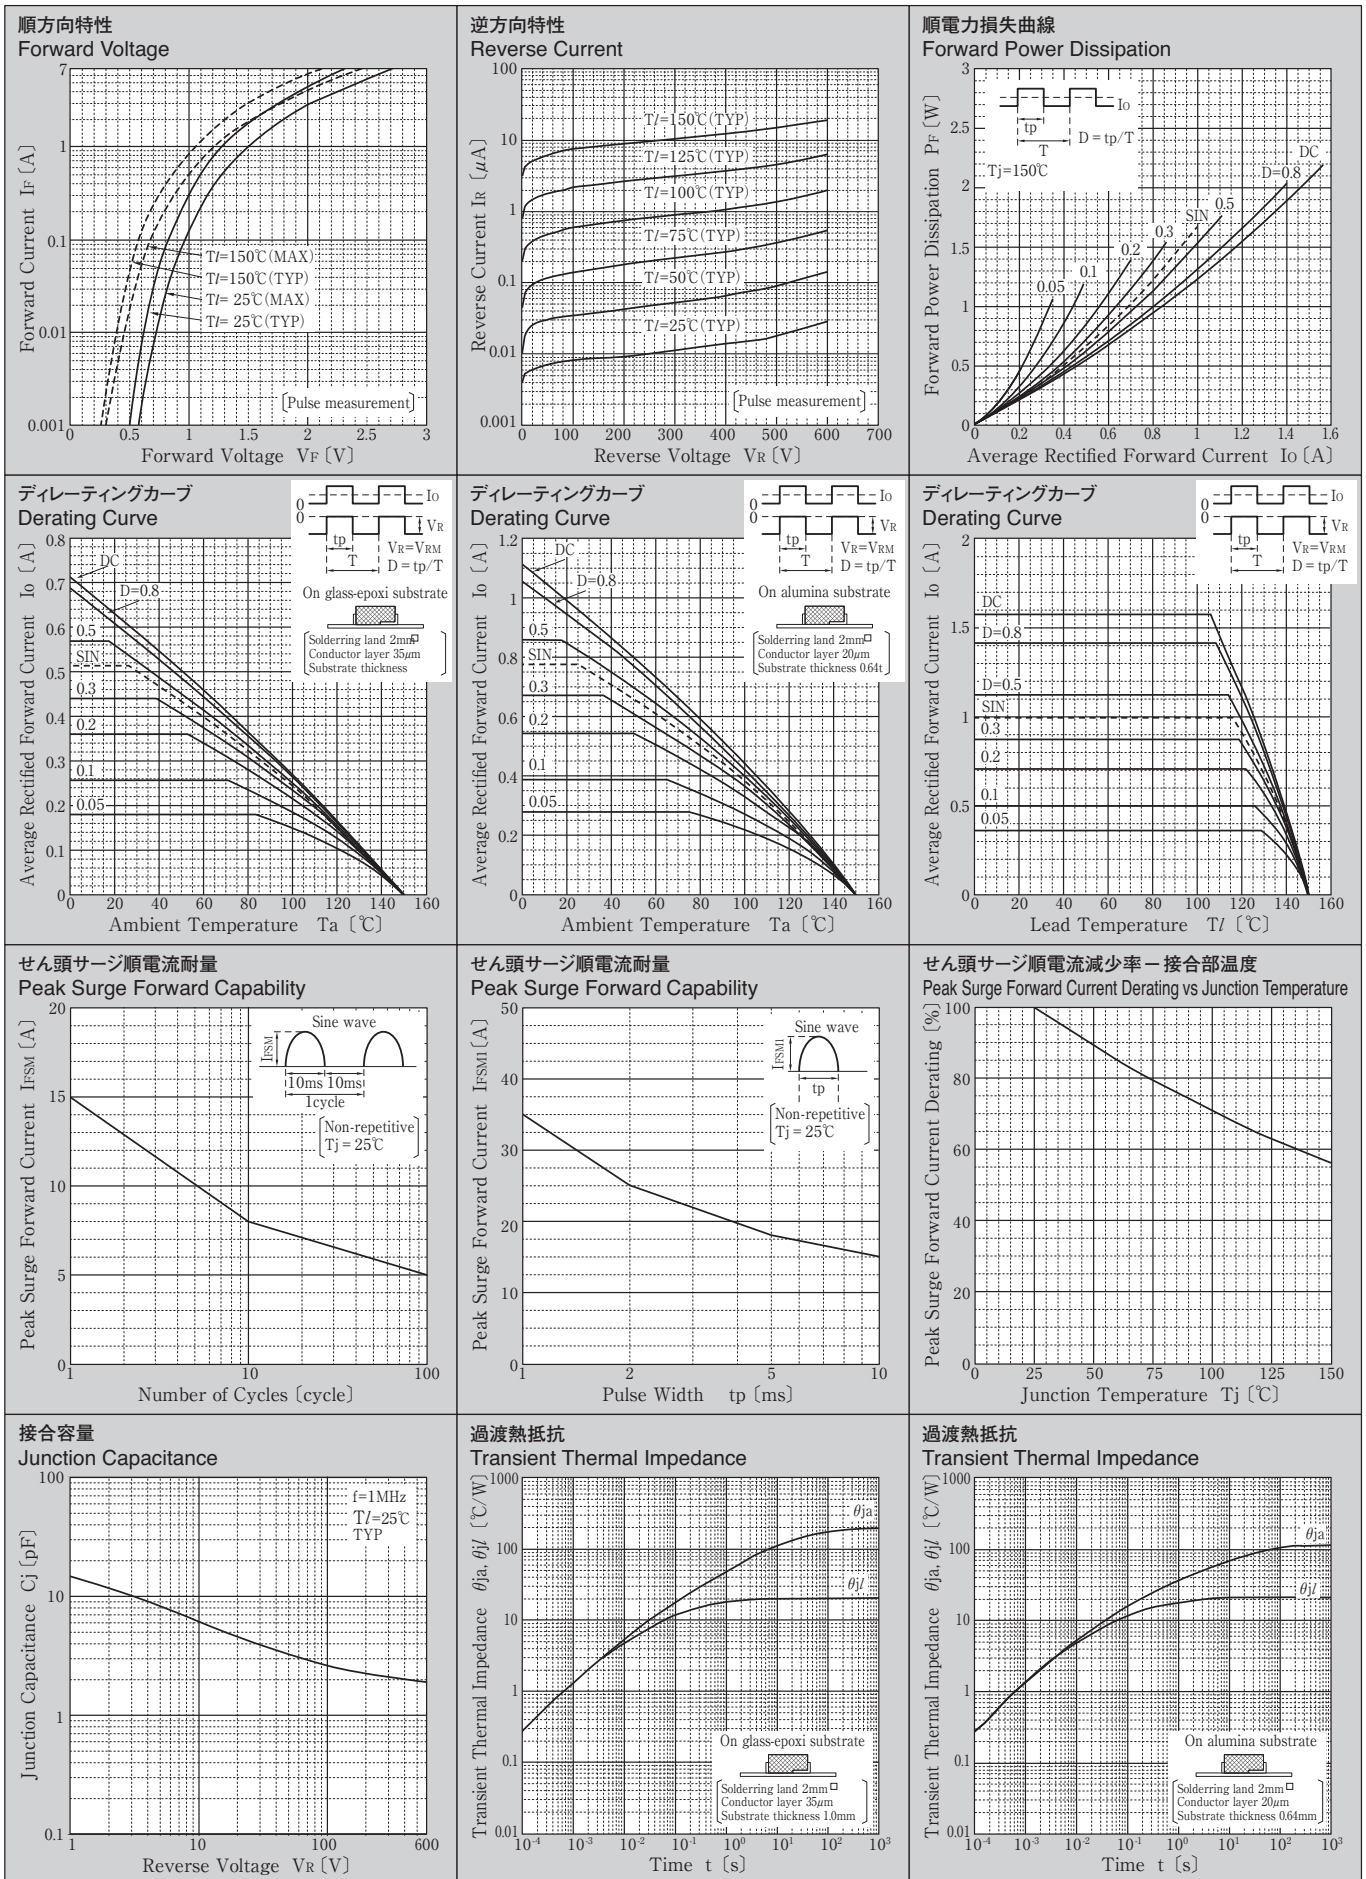 順方向特性
Forward Voltage
Forward Current IF〔A〕
7
1
0.1
0.01
0.001
Tl=150℃(MAX)
Tl=150℃(TYP)
Tl= 25℃(MAX)
Tl= 25℃(TYP)
〔Pulse measurement〕
0 0.5 1 1.5 2 2.5 3
Forward Voltage VF〔V〕
逆方向特性
Reverse Current
Reverse Current IR〔μA〕
100
10
1
0.1
0.01
0.001
Tl=150℃(TYP)
Tl=125℃(TYP)
Tl=100℃(TYP)
Tl=75℃(TYP)
Tl=50℃(TYP)
Tl=25℃(TYP)
〔Pulse measurement〕
0 100 200 300 400 500 600 700
Reverse Voltage VR〔V〕
順電力損失曲線
Forward Power Dissipation
Forward Power Dissipation PF〔W〕
3
2.5
2
1.5
1
0.5
0
IO
tp
T
D=tp/T
Tj=150℃
DC
D=0.8
0.5
SIN
0.3
0.2
0.1
0.05
0.2 0.4 0.6 0.8 1 1.2 1.4 1.6
Average Rectified Forward Current IO〔A〕
ディレーティングカーブ
Derating Curve
Average Rectified Forward Current IO〔A〕
0.8
0.7
0.6
0.5
0.4
0.3
0.2
0.1
0
0 IO
0 VR
tp
T
VR=VRM
D=tp/T
On glass-epoxi substrate
Solderring land 2mm□
Conductor layer 35μm
Substrate thickness
DC
D=0.8
0.5
SIN
0.3
0.2
0.1
0.05
0 20 40 60 80 100 120 140 160
Ambient Temperature Ta〔℃〕
ディレーティングカーブ
Derating Curve
Average Rectified Forward Current IO〔A〕
1.2
1
0.8
0.6
0.4
0.2
0
0 IO
0 VR
tp
T
VR=VRM
D=tp/T
On alumina substrate
Solderring land 2mm□
Conductor layer 20μm
Substrate thickness 0.64t
DC
D=0.8
0.5
SIN
0.3
0.2
0.1
0.05
0 20 40 60 80 100 120 140 160
Ambient Temperature Ta〔℃〕
ディレーティングカーブ
Derating Curve
Average Rectified Forward Current IO〔A〕
2
1.5
1
0.5
0
0 IO
0 VR
tp
T
VR=VRM
D=tp/T
DC
D=0.8
D=0.5
SIN
0.3
0.2
0.1
0.05
0 20 40 60 80 100 120 140 160
Lead Temperature Tl〔℃〕
せん頭サージ順電流耐量
Peak Surge Forward Capability
Peak Surge Forward Current IFSM〔A〕
20
15
10
5
0
Sine wave
IFSM
10ms 10ms
1cycle
Non-repetitive
Tj=25℃
1 10 100
Number of Cycles〔cycle〕
せん頭サージ順電流耐量
Peak Surge Forward Capability
Peak Surge Forward Current IFSM1〔A〕
50
40
30
20
10
0
Sine wave
IFSM1
tp
Non-repetitive
Tj=25℃
1 2 5 10
Pulse Width tp〔ms〕
せん頭サージ順電流減少率－接合部温度
Peak Surge Forward Current Derating vs Junction Temperature
Peak Surge Forward Current Derating〔%〕
100
80
60
40
20
0
0 25 50 75 100 125 150
Junction Temperature Tj〔℃〕
接合容量
Junction Capacitance
Junction Capacitance Cj〔pF〕
100
10
1
0.1
f=1MHz
Tl=25℃
TYP
1 10 100 600
Reverse Voltage VR〔V〕
過渡熱抵抗
Transient Thermal Impedance
Transient Thermal Impedance θja, θjl〔℃/W〕
1000
100
10
1
0.1
0.01
θja
θjl
On glass-epoxi substrate
Solderring land 2mm□
Conductor layer 35μm
Substrate thickness 1.0mm
10⁻⁴ 10⁻³ 10⁻² 10⁻¹ 10⁰ 10¹ 10² 10³
Time t〔s〕
過渡熱抵抗
Transient Thermal Impedance
Transient Thermal Impedance θja, θjl〔℃/W〕
1000
100
10
1
0.1
0.01
θja
θjl
On alumina substrate
Solderring land 2mm□
Conductor layer 20μm
Substrate thickness 0.64mm
10⁻⁴ 10⁻³ 10⁻² 10⁻¹ 10⁰ 10¹ 10² 10³
Time t〔s〕